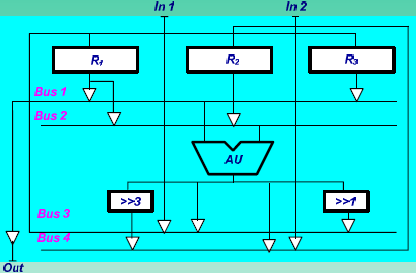 In 1 In 2
R1 R2 R3
Bus 1
Bus 2
AU
>>3 >>1
Bus 3
Bus 4
Out